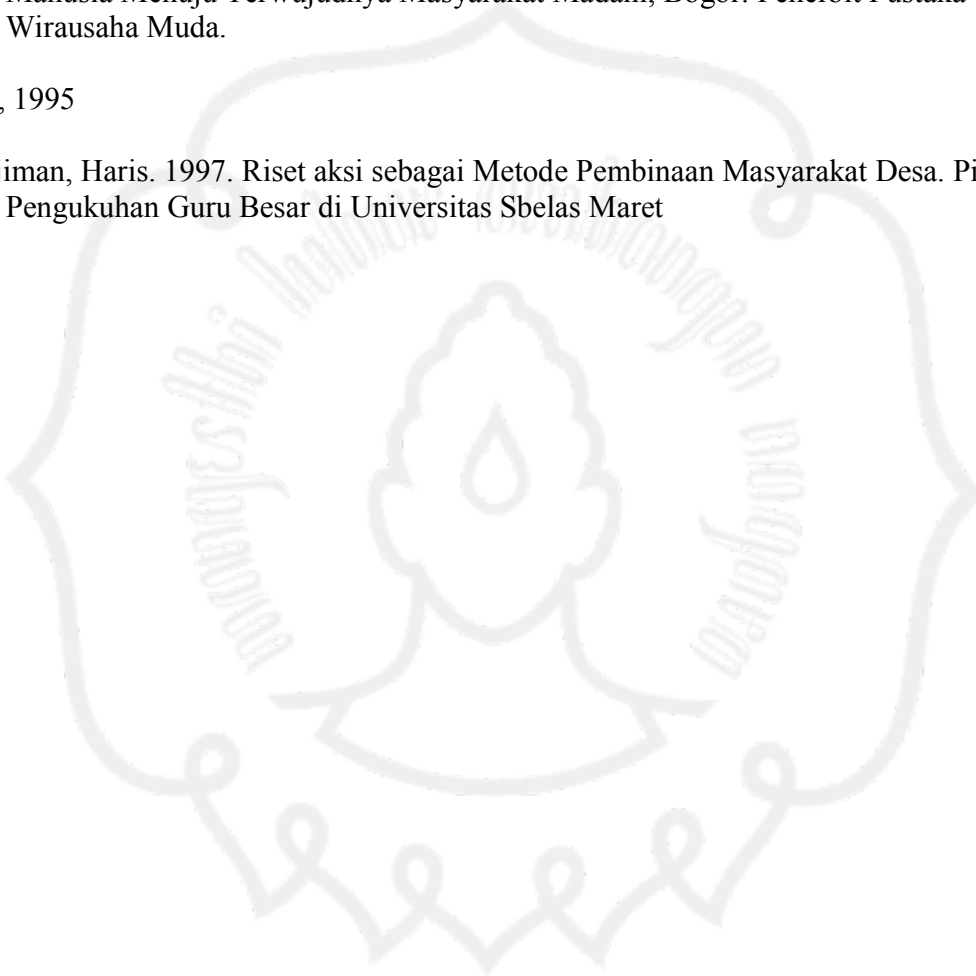 Manusia Menuju Terwujudnya Masyarakat Madani, Bogor: Penerbit Pustaka
Wirausaha Muda.
, 1995
jiman, Haris. 1997. Riset aksi sebagai Metode Pembinaan Masyarakat Desa. Pi
Pengukuhan Guru Besar di Universitas Sbelas Maret